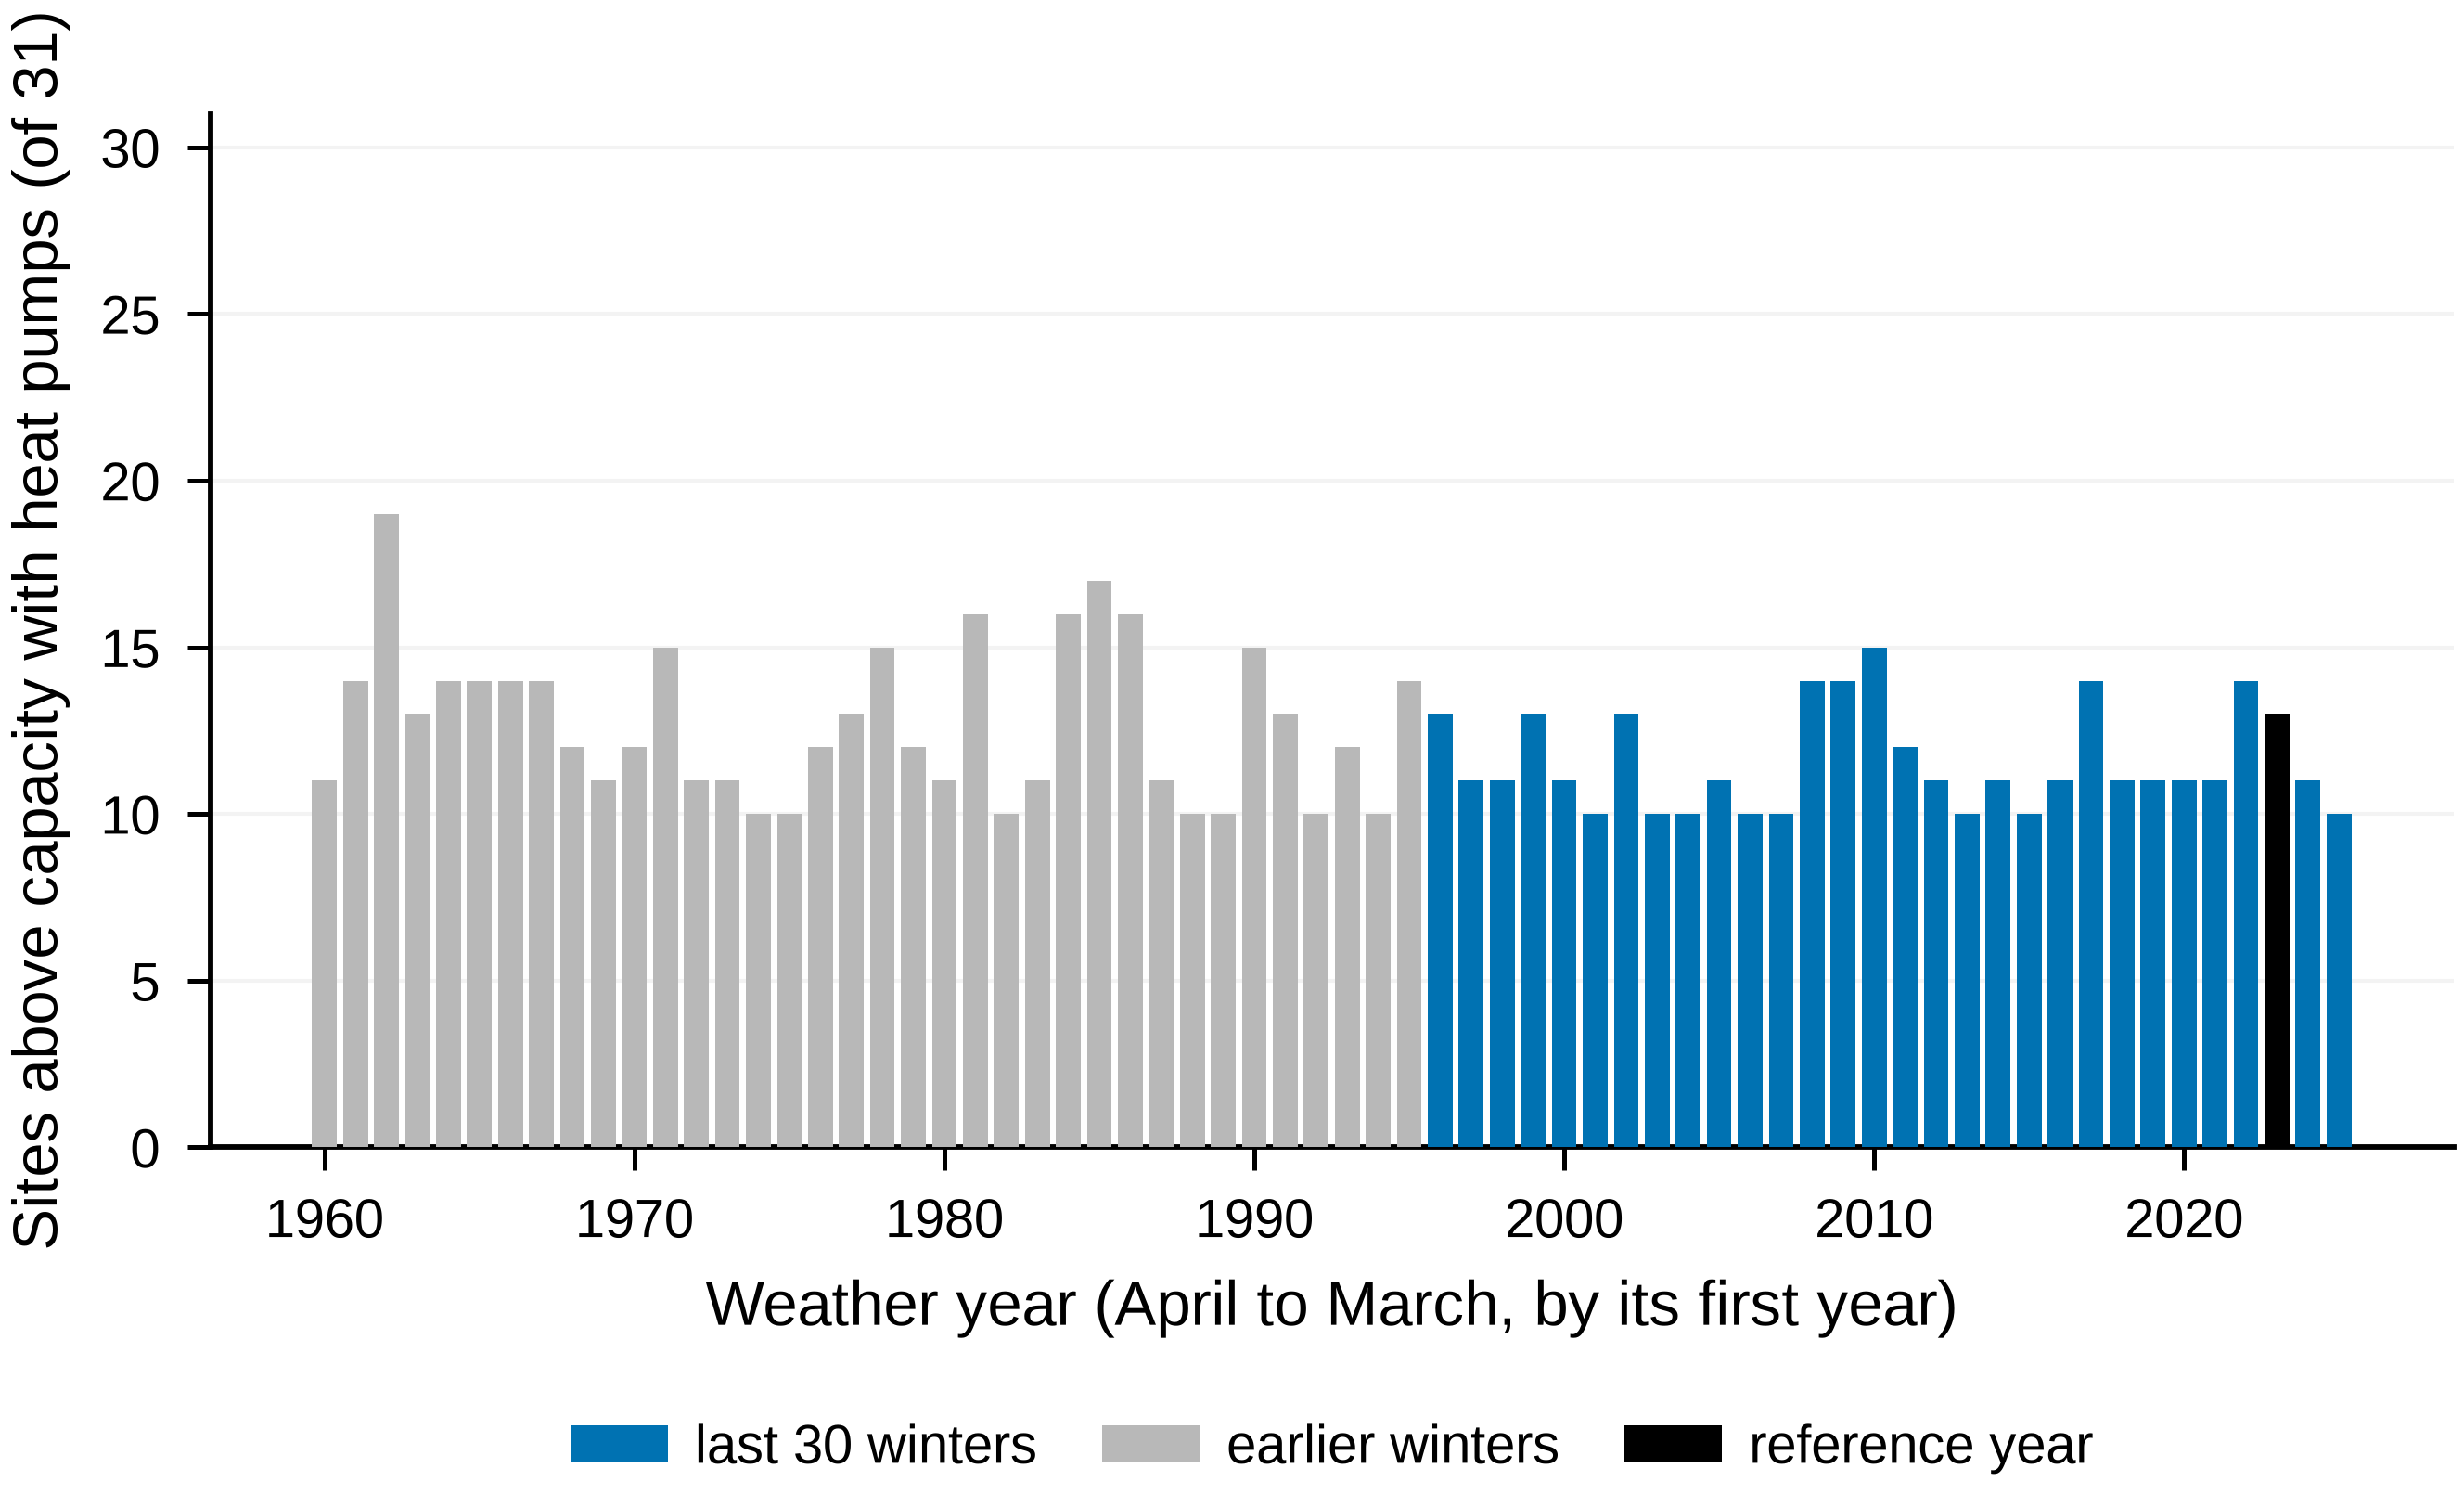 Sites above capacity with heat pumps (of 31)
30
25
20
15
10
5
0
1960 1970 1980 1990 2000 2010 2020
Weather year (April to March, by its first year)
last 30 winters earlier winters reference year